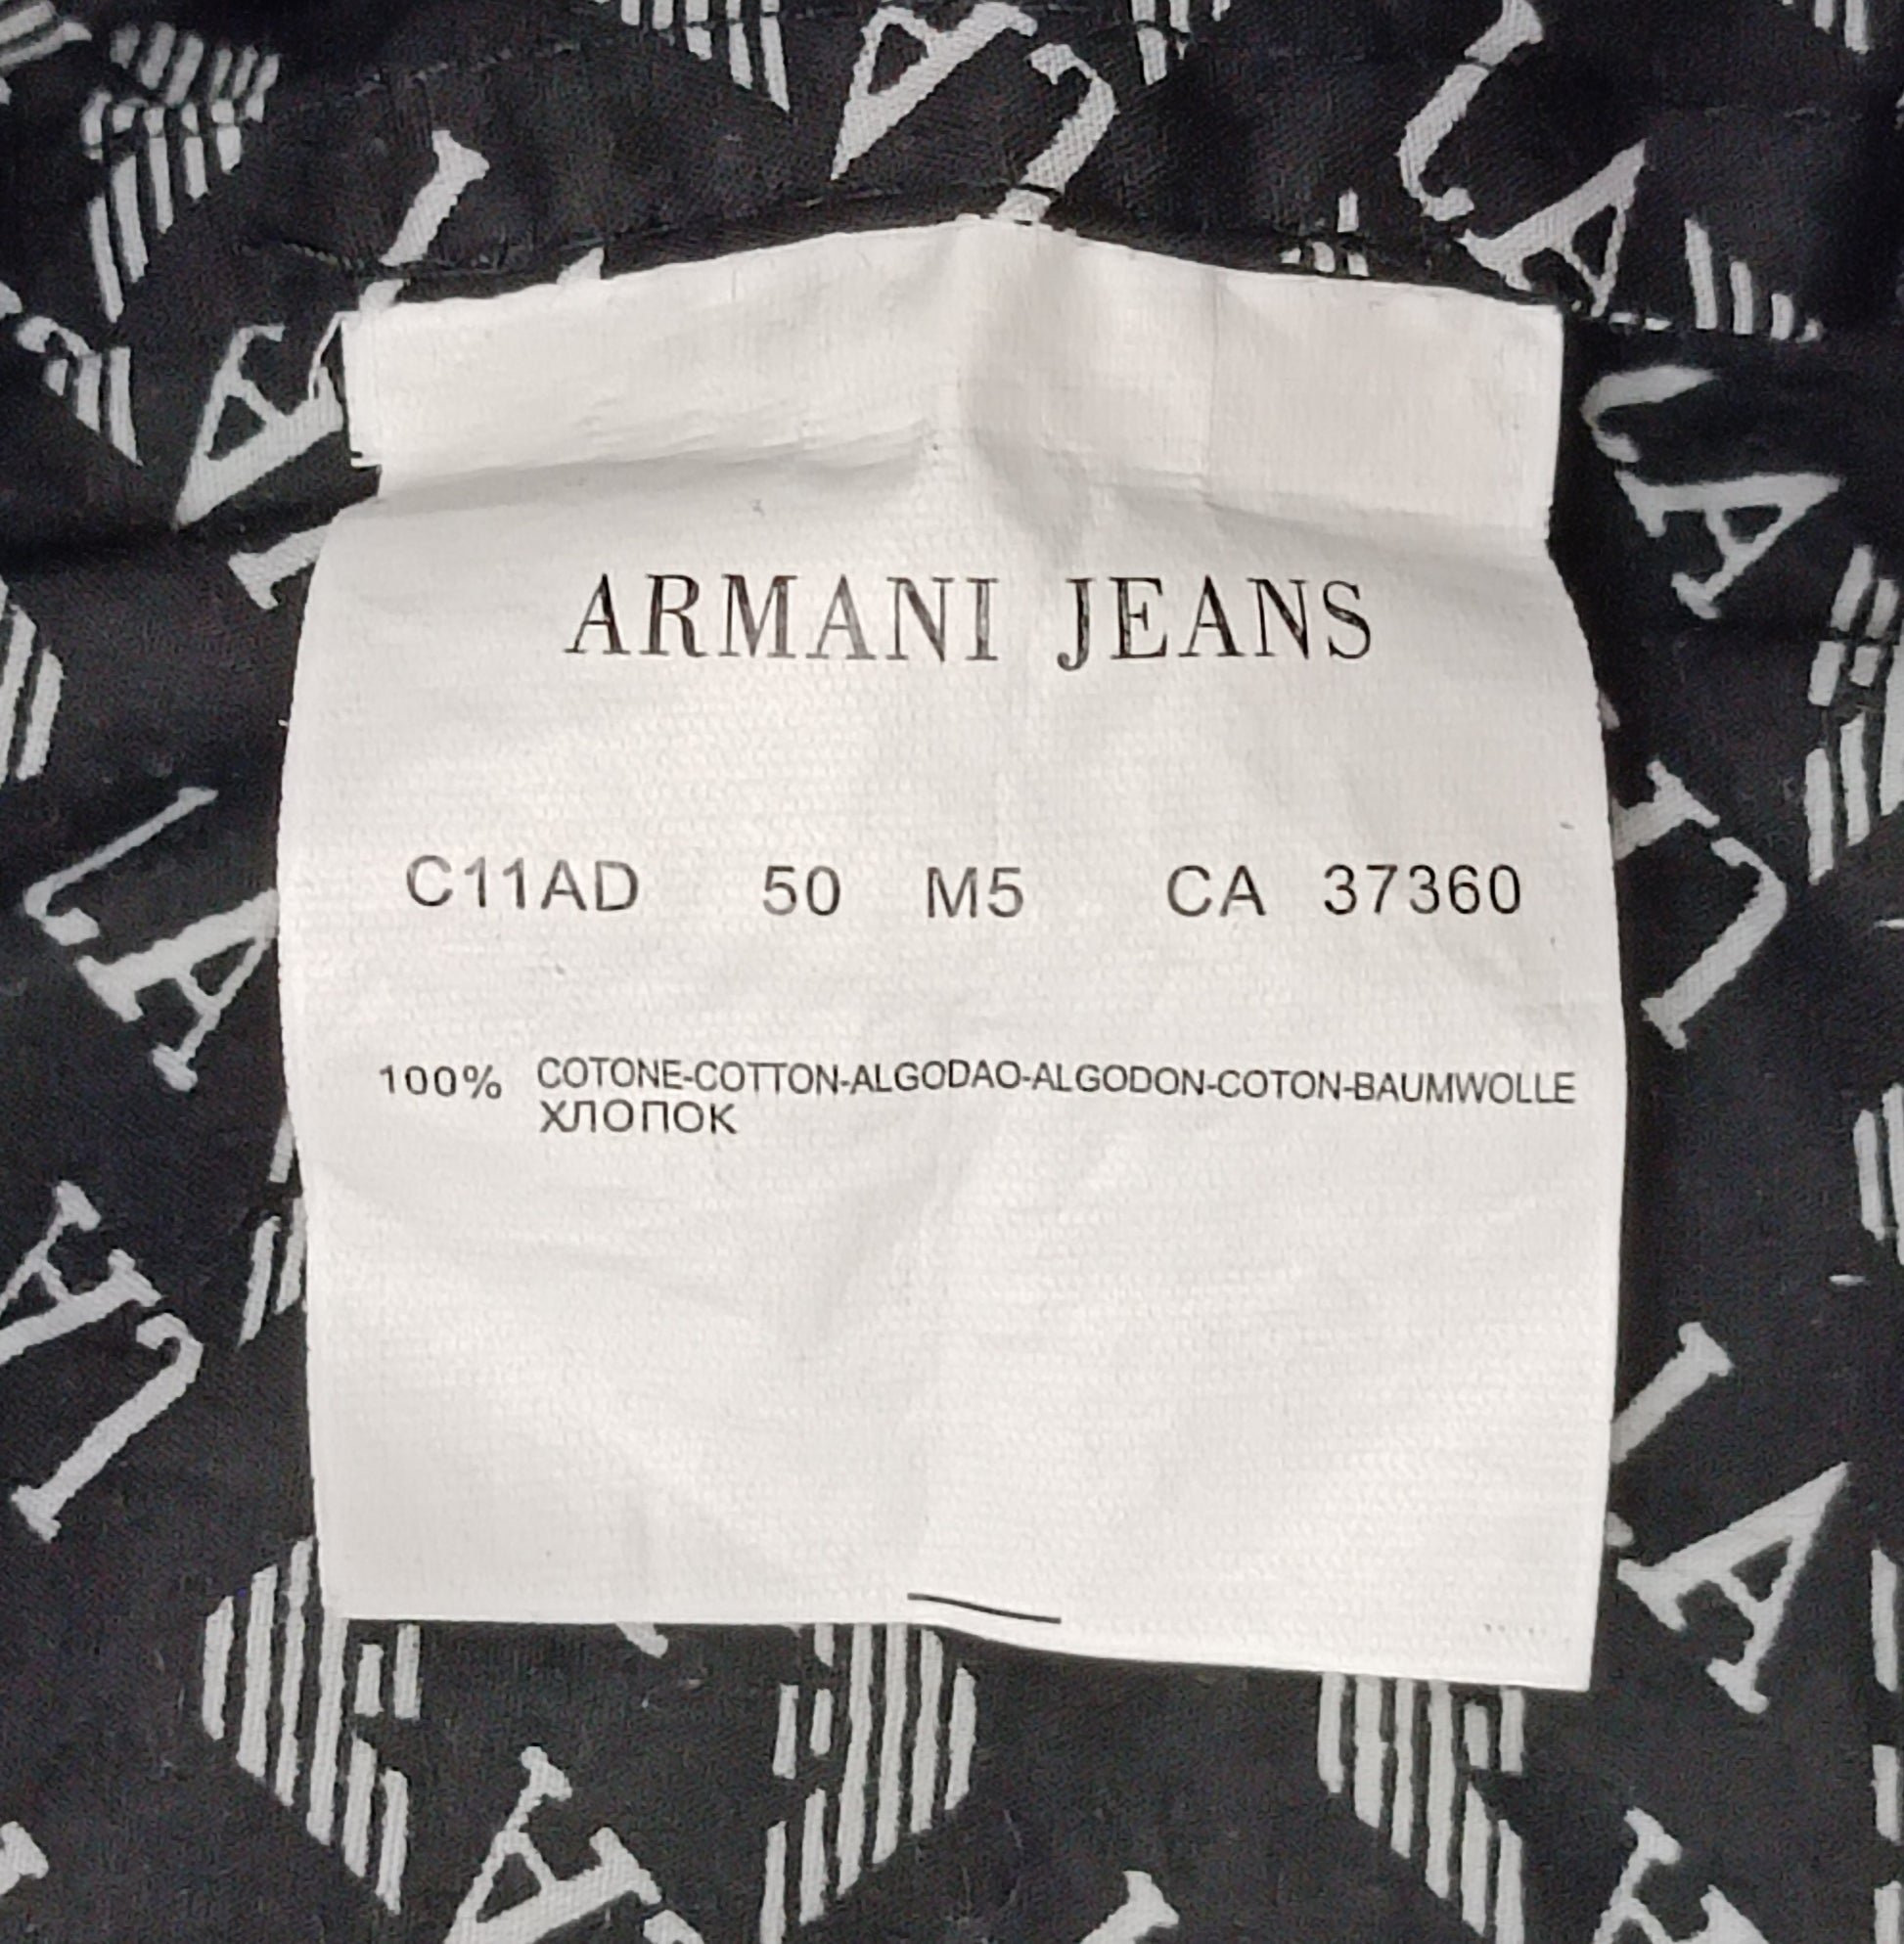 ARMANI JEANS
C11AD 50 M5 CA 37360
100% COTONE-COTTON-ALGODAO-ALGODON-COTON-BAUMWOLLE
ХЛОПОК